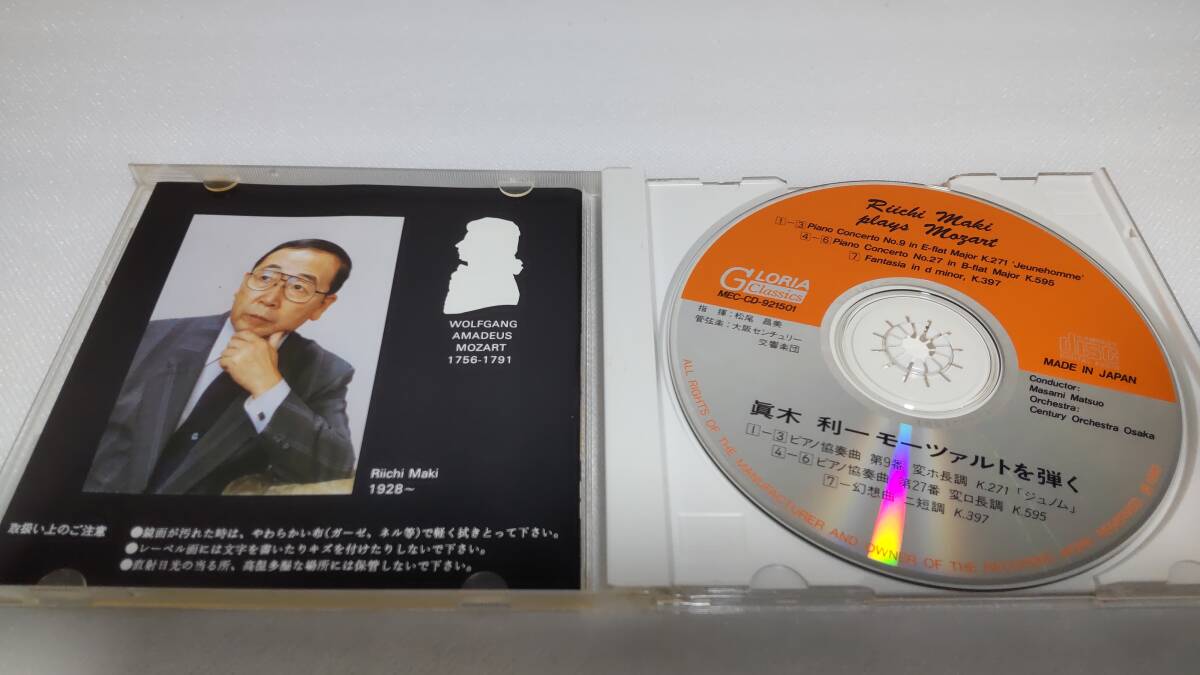 WOLFGANG
AMADEUS
MOZART
1756-1791
Riichi Maki
1928~
取扱い上のご注意
●鏡面が汚れた時は、やわらかい布(ガーゼ、ネル等)で軽く拭きとって下さい。
●レーベル面には文字を書いたりキズを付けたりしないで下さい。
●直射日光の当る所、高温多湿な場所には保管しないで下さい。
Riichi Maki
plays Mozart
1-3 Piano Concerto No.9 in E-flat Major K.271 'Jeunehomme'
4-6 Piano Concerto No.27 in B-flat Major K.595
7 Fantasia in d minor, K.397
GLORIA
Classics
MEC-CD-921501
指 揮:松尾 昌美
管弦楽:大阪センチュリー
交響楽団
disc
MADE IN JAPAN
Conductor:
Masami Matsuo
Orchestra:
Century Orchestra Osaka
眞木 利一 モーツァルトを弾く
1-3 ピアノ協奏曲 第9番 変ホ長調 K.271「ジュノム」
4-6 ピアノ協奏曲 第27番 変ロ長調 K.595
7-幻想曲 ニ短調 K.397
ALL RIGHTS OF THE MANUFACTURER AND OWNER OF THE RECORDED WORK RESERVED